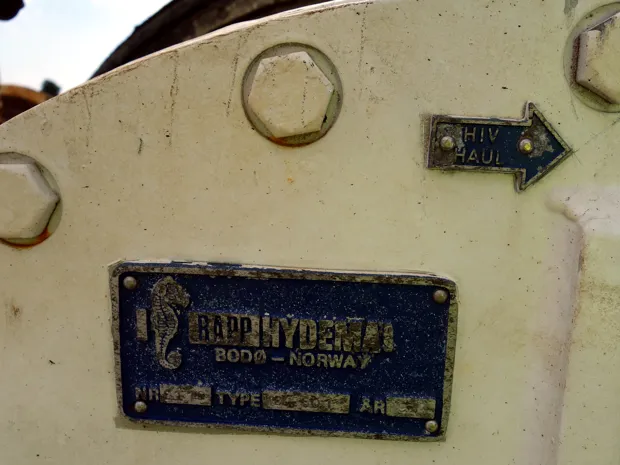 HIV
HAUL
RAPP HYDEMA
BODØ - NORWAY
NR TYPE ÅR